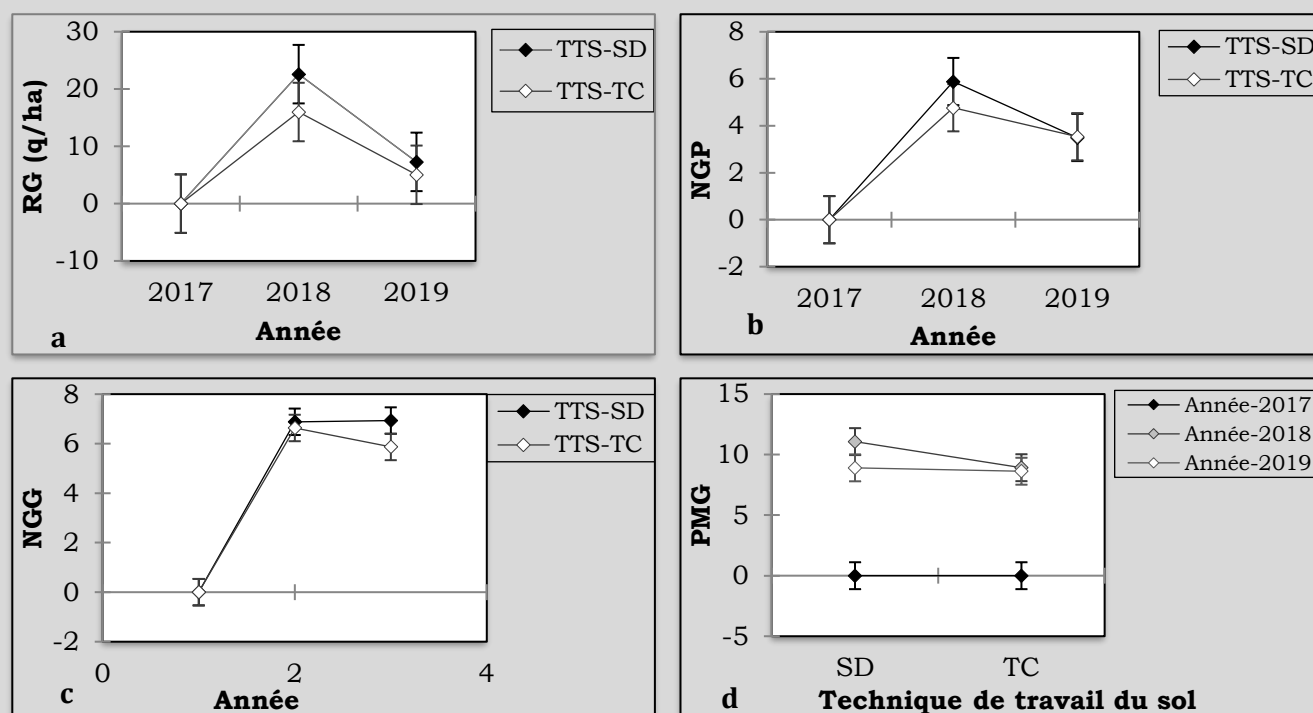 30
20
10
0
-10
RG (q/ha)
2017 2018 2019
Année
a
TTS-SD
TTS-TC
8
6
4
2
0
-2
NGP
2017 2018 2019
Année
b
TTS-SD
TTS-TC
8
6
4
2
0
-2
NGG
0 2 4
Année
c
TTS-SD
TTS-TC
15
10
5
0
-5
PMG
SD TC
Technique de travail du sol
d
Année-2017
Année-2018
Année-2019